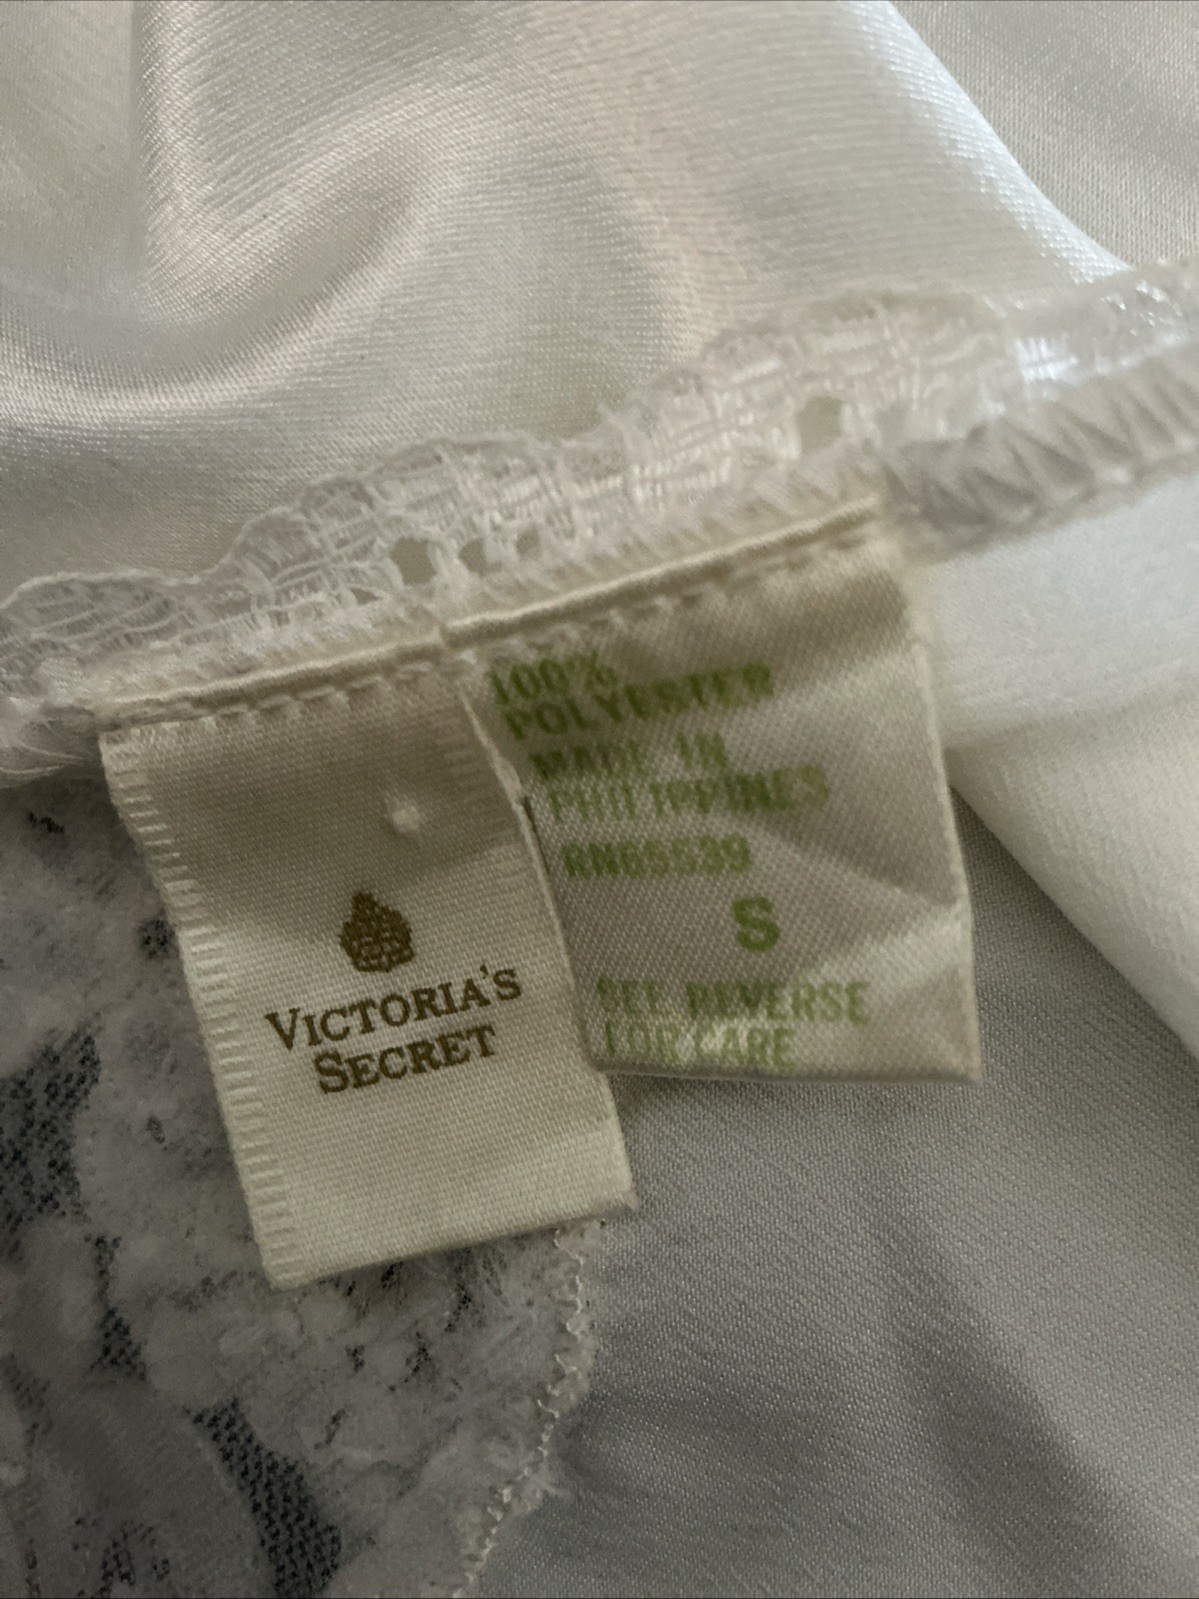 VICTORIA'S
SECRET
100%
POLYESTER
MADE IN
PHILIPPINES
RN65539
S
SEE REVERSE
FOR CARE